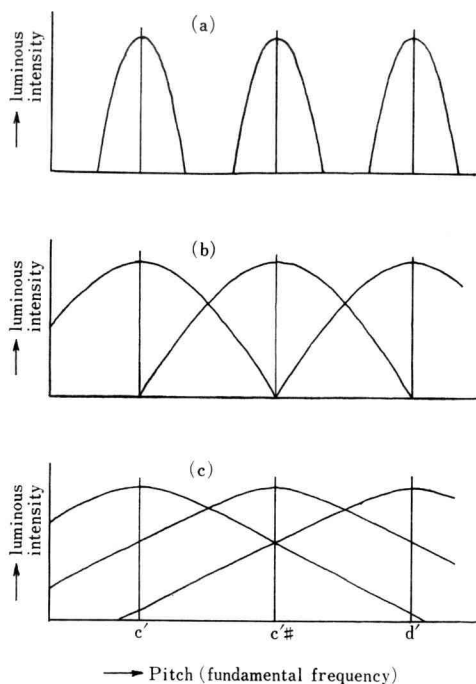 (a)
→ luminous
intensity
(b)
→ luminous
intensity
(c)
→ luminous
intensity
c′ c′# d′
→ Pitch (fundamental frequency)